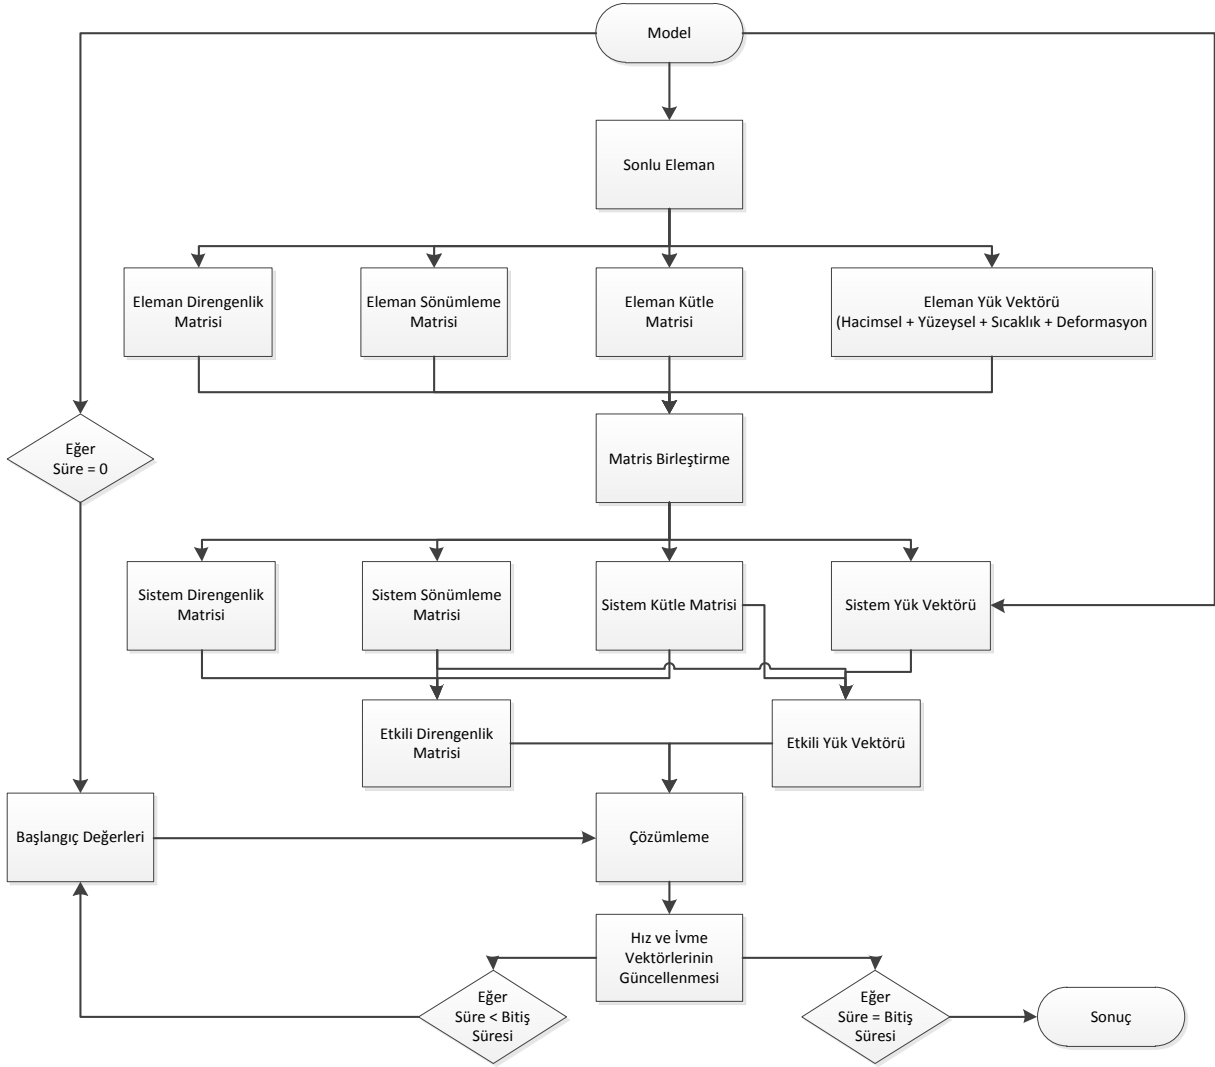 Model
Sonlu Eleman
Eleman Direngenlik
Matrisi
Eleman Sönümleme
Matrisi
Eleman Kütle
Matrisi
Eleman Yük Vektörü
(Hacimsel + Yüzeysel + Sıcaklık + Deformasyon
Eğer
Süre = 0
Matris Birleştirme
Sistem Direngenlik
Matrisi
Sistem Sönümleme
Matrisi
Sistem Kütle Matrisi
Sistem Yük Vektörü
Etkili Direngenlik
Matrisi
Etkili Yük Vektörü
Başlangıç Değerleri
Çözümleme
Hız ve İvme
Vektörlerinin
Güncellenmesi
Eğer
Süre < Bitiş
Süresi
Eğer
Süre = Bitiş
Süresi
Sonuç